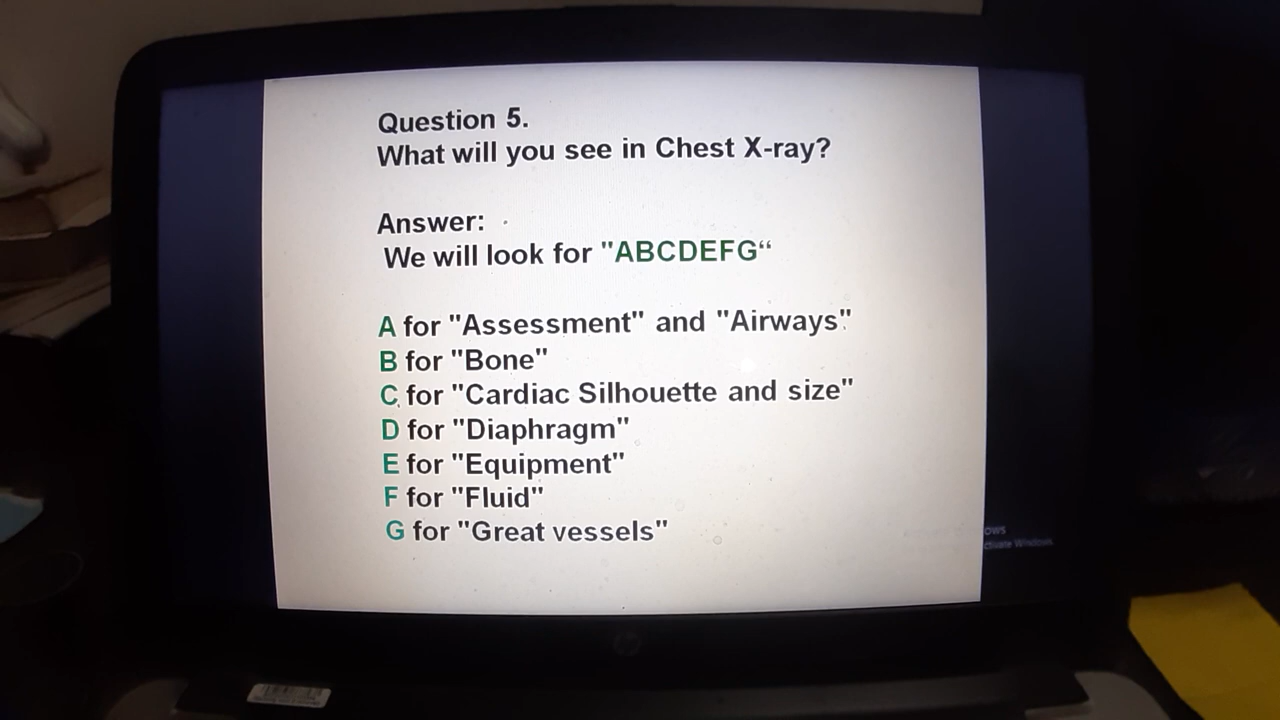 Question 5.
What will you see in Chest X-ray?
Answer:
We will look for "ABCDEFG“
A for "Assessment" and "Airways"
B for "Bone"
C for "Cardiac Silhouette and size"
D for "Diaphragm"
E for "Equipment"
F for "Fluid"
G for "Great vessels"